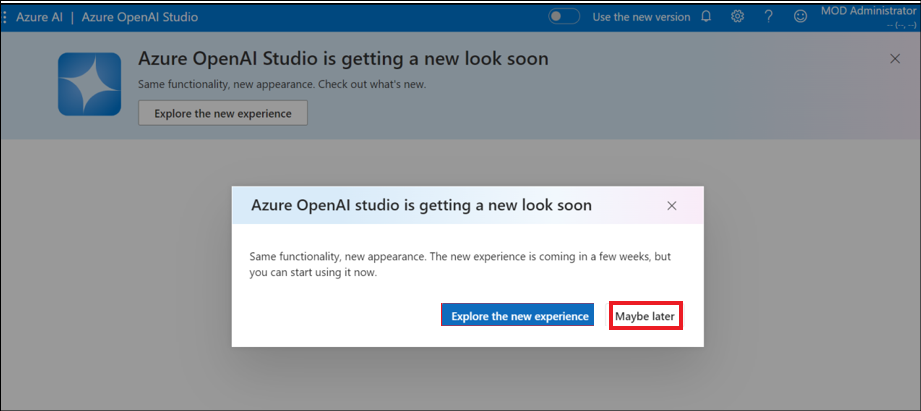 Azure AI | Azure OpenAI Studio
Use the new version
?
MOD Administrator
-- (--, --)
Azure OpenAI Studio is getting a new look soon
Same functionality, new appearance. Check out what's new.
Explore the new experience
Azure OpenAI studio is getting a new look soon
Same functionality, new appearance. The new experience is coming in a few weeks, but
you can start using it now.
Explore the new experience
Maybe later